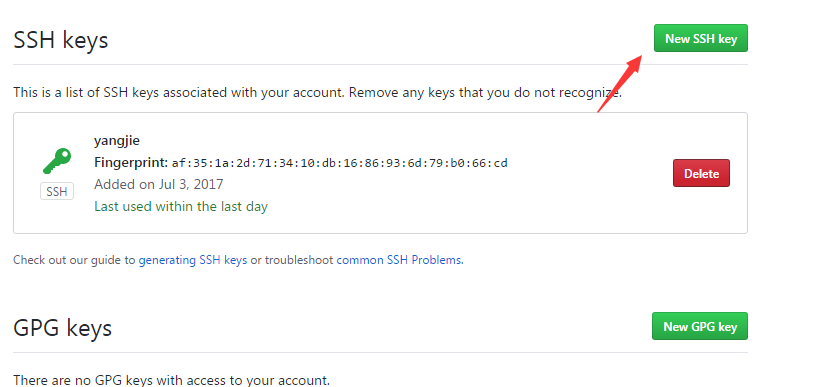 SSH keys
New SSH key
This is a list of SSH keys associated with your account. Remove any keys that you do not recognize.
yangjie
Fingerprint: af:35:1a:2d:71:34:10:db:16:86:93:6d:79:b0:66:cd
SSH
Added on Jul 3, 2017
Last used within the last day
Delete
Check out our guide to generating SSH keys or troubleshoot common SSH Problems.
GPG keys
New GPG key
There are no GPG keys with access to your account.